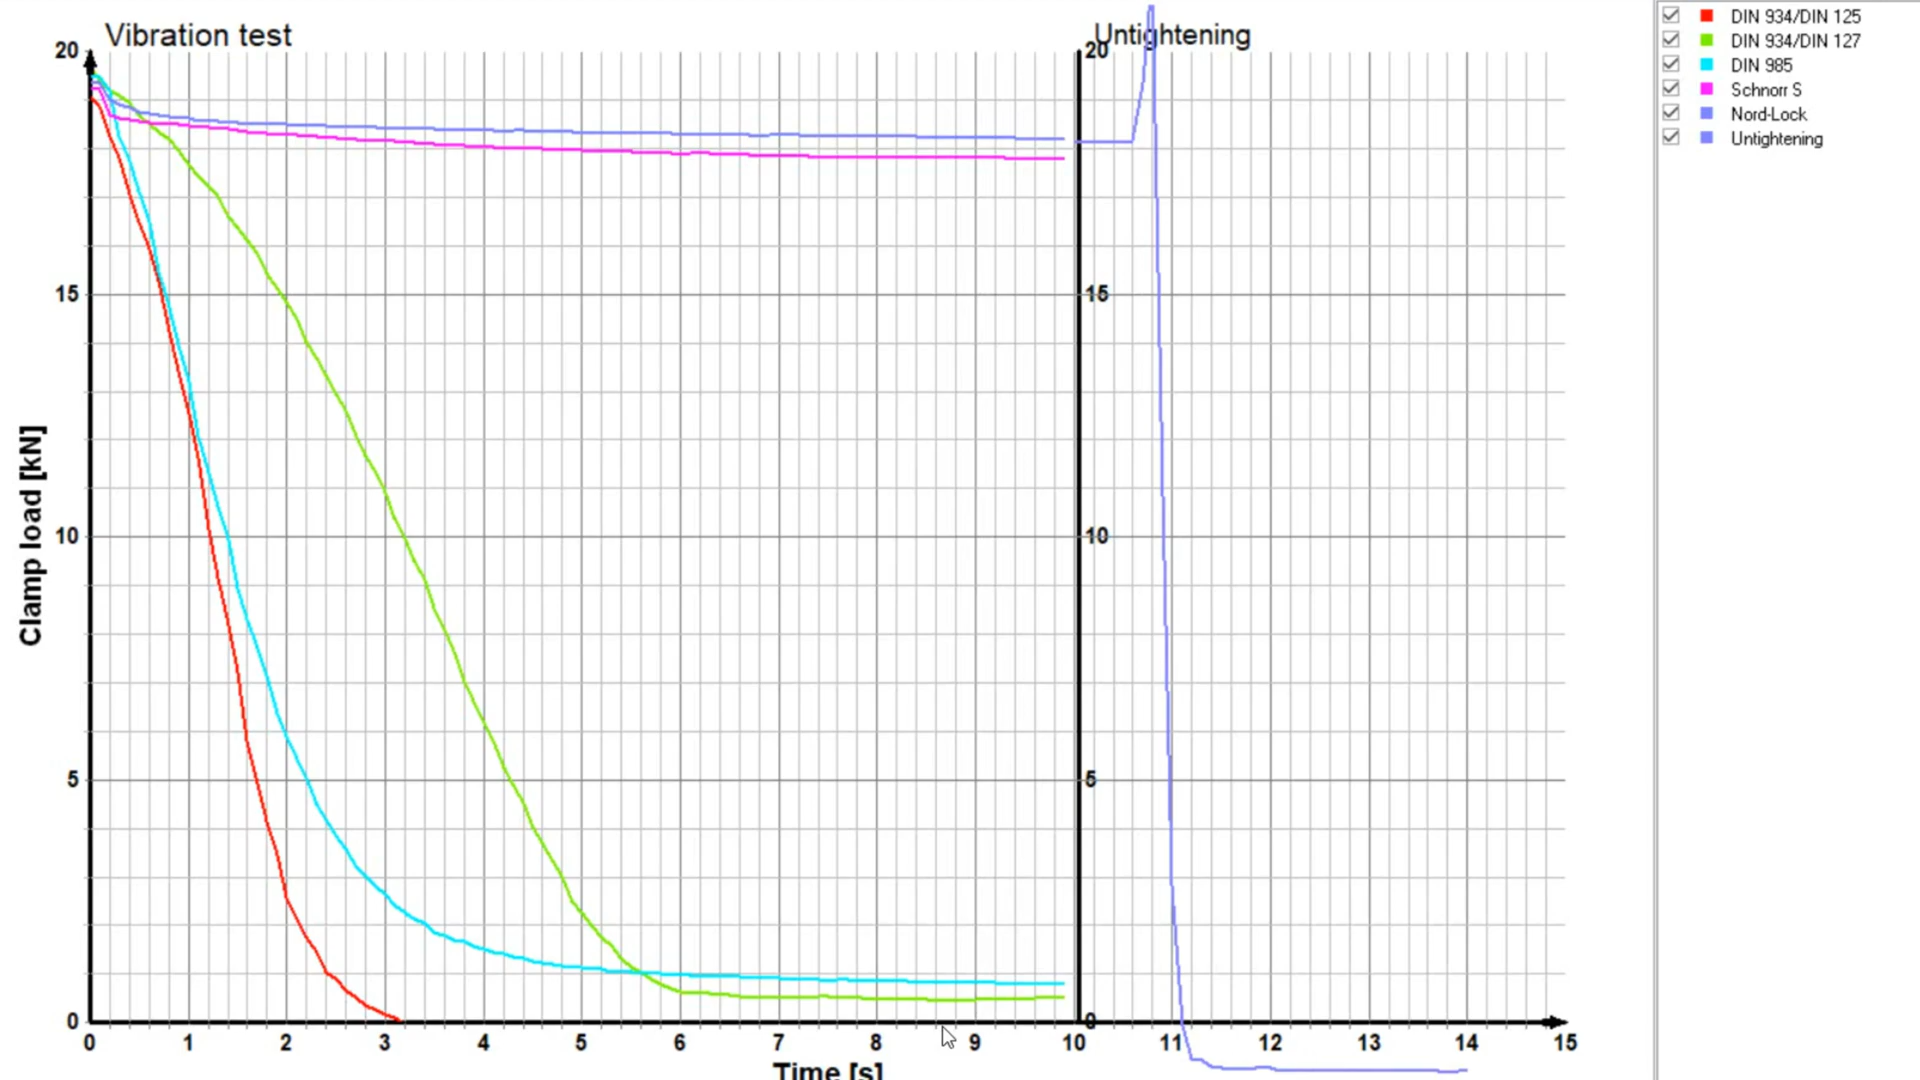 Vibration test
Untightening
20
15
10
5
0
Clamp load [kN]
20
15
10
5
0
0 1 2 3 4 5 6 7 8 9 10 11 12 13 14 15
Time [s]
DIN 934/DIN 125
DIN 934/DIN 127
DIN 985
Schnorr S
Nord-Lock
Untightening